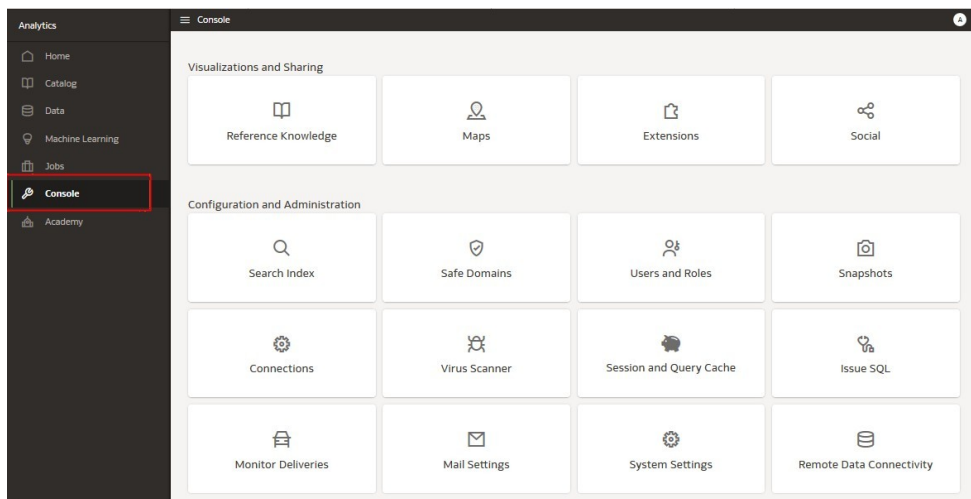 Analytics
Console
A
Home
Catalog
Data
Machine Learning
Jobs
Console
Academy
Visualizations and Sharing
Reference Knowledge
Maps
Extensions
Social
Configuration and Administration
Search Index
Safe Domains
Users and Roles
Snapshots
Connections
Virus Scanner
Session and Query Cache
Issue SQL
Monitor Deliveries
Mail Settings
System Settings
Remote Data Connectivity